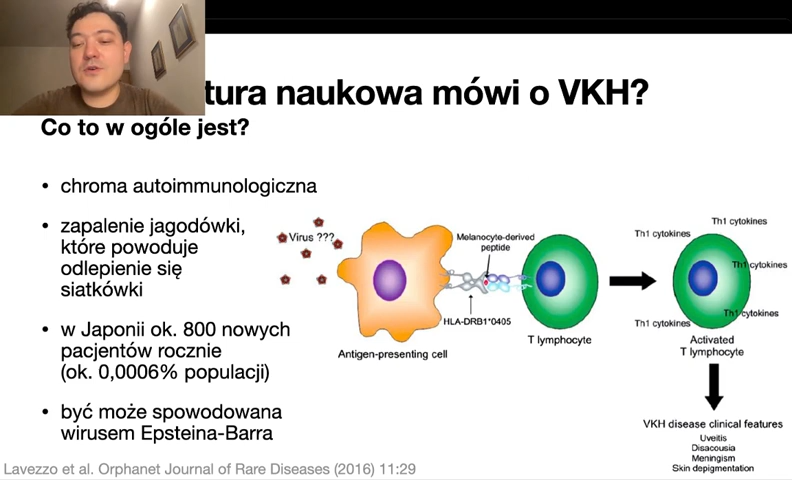 tura naukowa mówi o VKH?
Co to w ogóle jest?
• chroma autoimmunologiczna
• zapalenie jagodówki,
które powoduje
odlepienie się
siatkówki
• w Japonii ok. 800 nowych
pacjentów rocznie
(ok. 0,0006% populacji)
• być może spowodowana
wirusem Epsteina-Barra
Virus ???
Melanocyte-derived
peptide
HLA-DRB1*0405
Antigen-presenting cell
T lymphocyte
Th1 cytokines
Th1 cytokines
Th1 cytokines
Th1 cytokines
Th1 cytokines
Activated
T lymphocyte
VKH disease clinical features
Uveitis
Disacousia
Meningism
Skin depigmentation
Lavezzo et al. Orphanet Journal of Rare Diseases (2016) 11:29